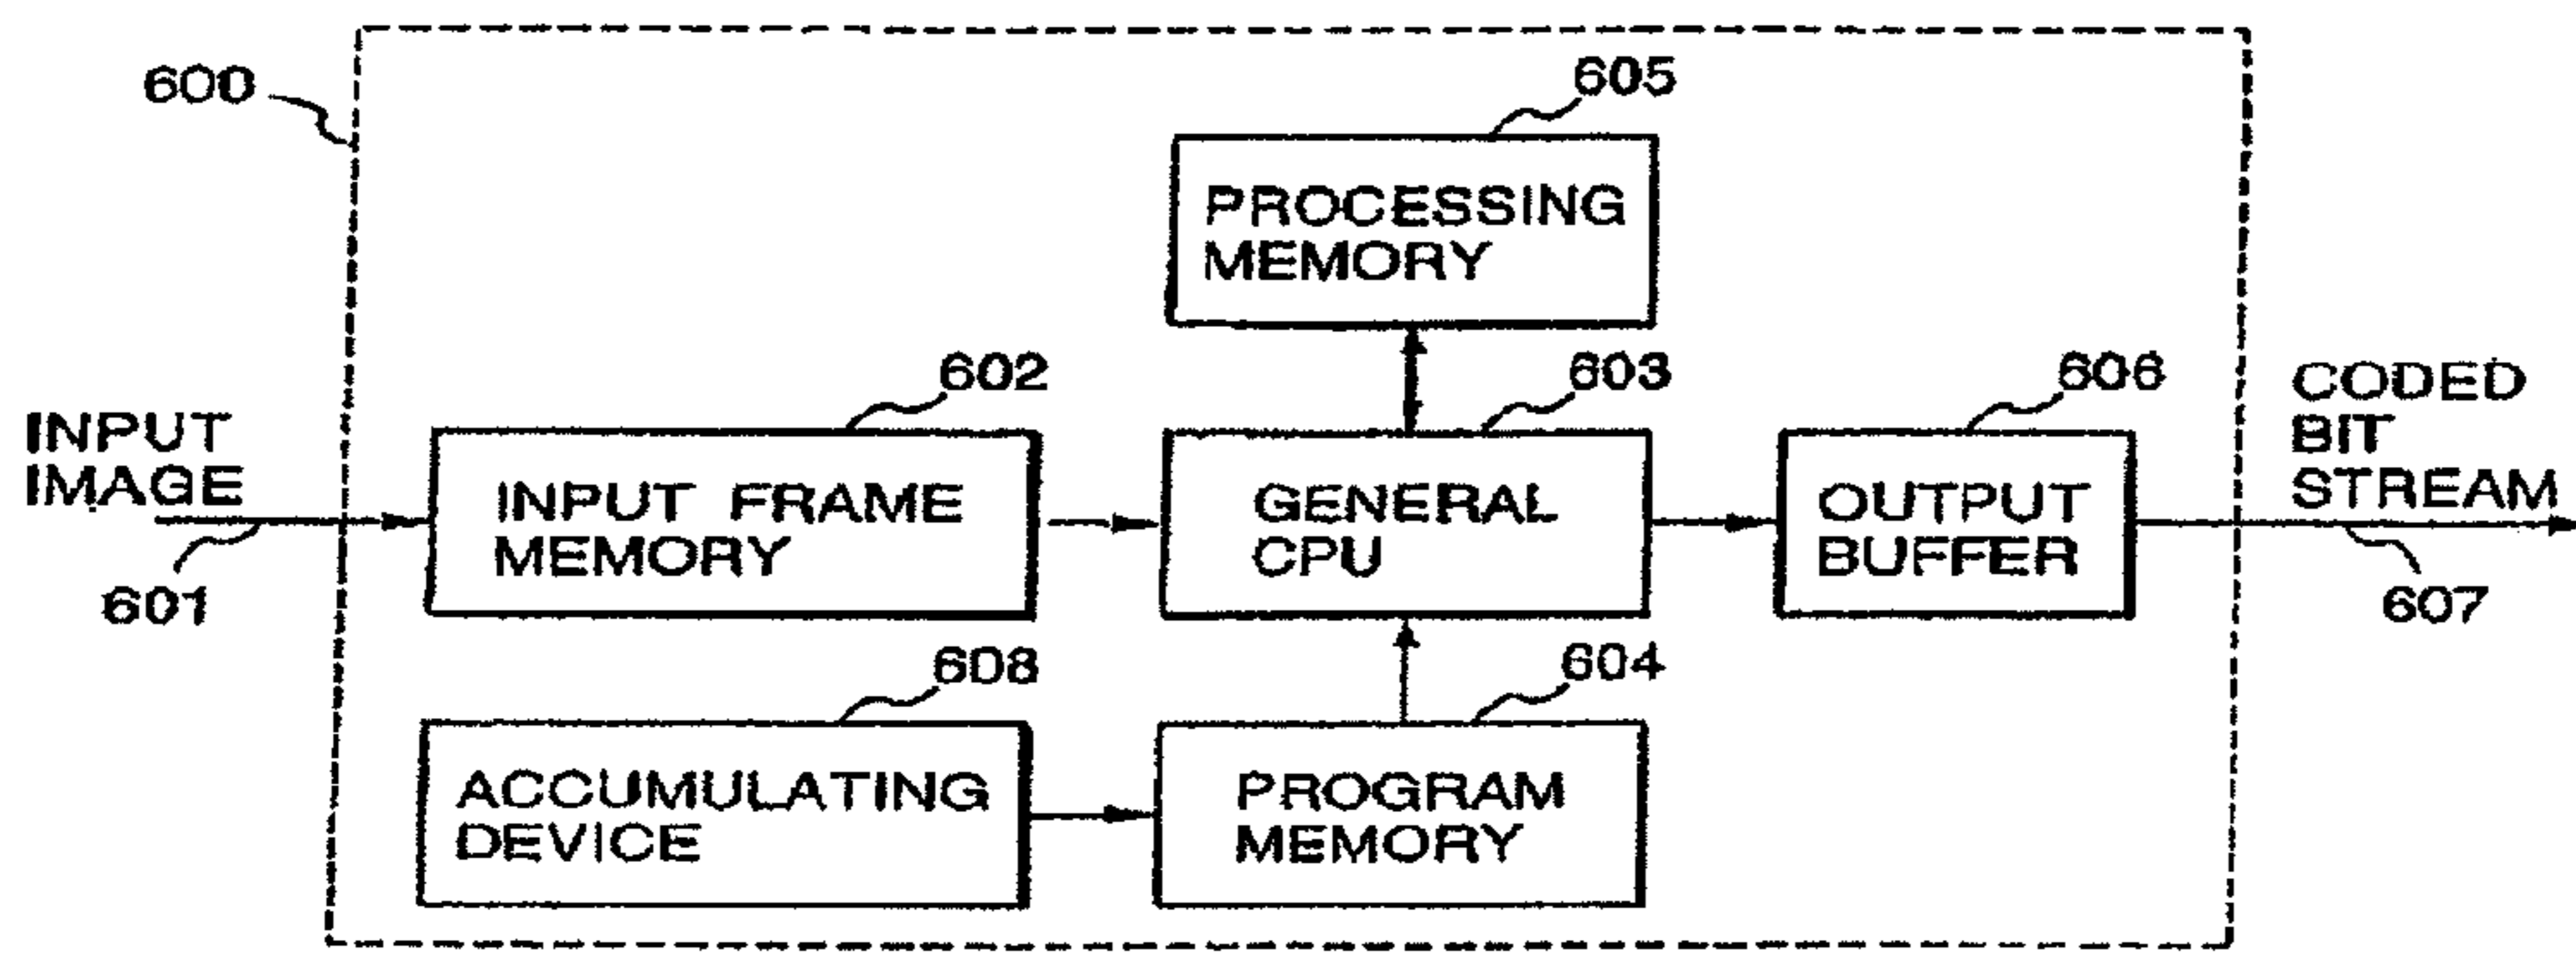 600
605
PROCESSING
MEMORY
INPUT
IMAGE
601
602
INPUT FRAME
MEMORY
603
GENERAL
CPU
606
OUTPUT
BUFFER
CODED
BIT
STREAM
607
608
ACCUMULATING
DEVICE
604
PROGRAM
MEMORY